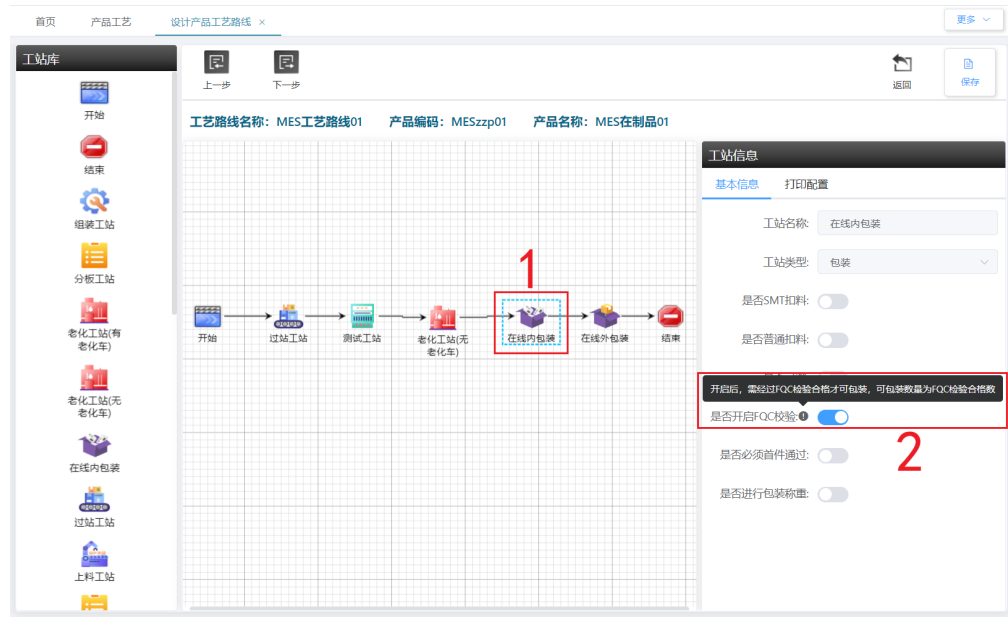 首页 产品工艺 设计产品工艺路线 × 更多
工站库
上一步 下一步 返回 保存
开始
结束
组装工站
分板工站
老化工站(有
老化车)
老化工站(无
老化车)
在线内包装
过站工站
上料工站
工艺路线名称: MES工艺路线01 产品编码: MESzzp01 产品名称: MES在制品01
1
开始 过站工站 测试工站 老化工站(无
老化车) 在线内包装 在线外包装 结束
工站信息
基本信息 打印配置
工站名称: 在线内包装
工站类型: 包装
是否SMT扣料:
是否普通扣料:
开启后，需经过FQC检验合格才可包装，可包装数量为FQC检验合格数
是否开启FQC校验:
2
是否必须首件通过:
是否进行包装称重: